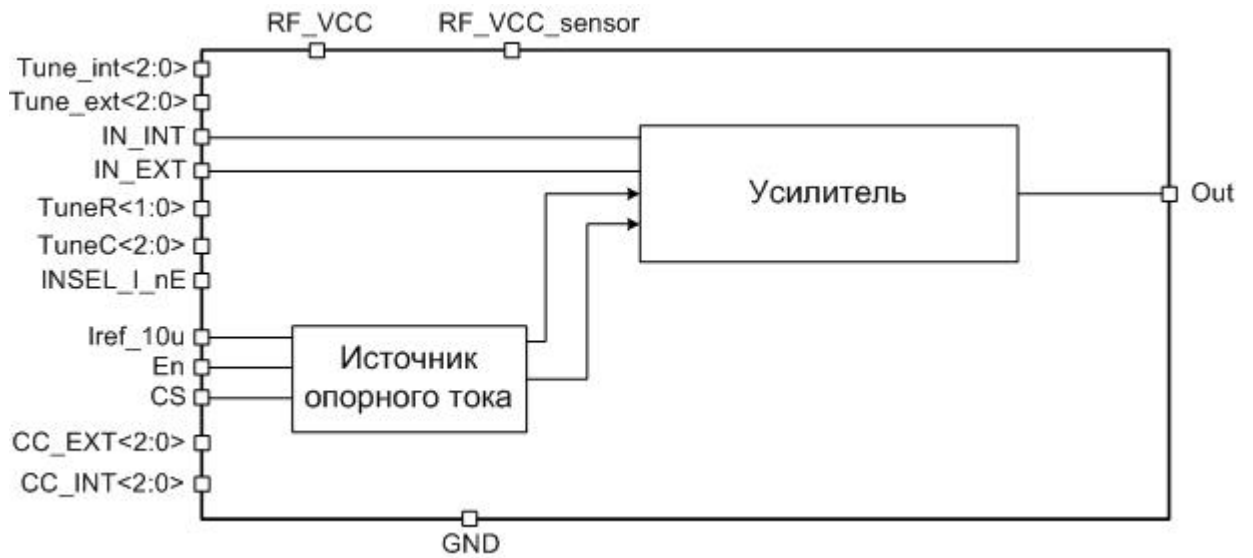 RF_VCC
RF_VCC_sensor
Tune_int<2:0>
Tune_ext<2:0>
IN_INT
IN_EXT
TuneR<1:0>
TuneC<2:0>
INSEL_I_nE
Iref_10u
En
CS
CC_EXT<2:0>
CC_INT<2:0>
Усилитель
Out
Источник
опорного тока
GND